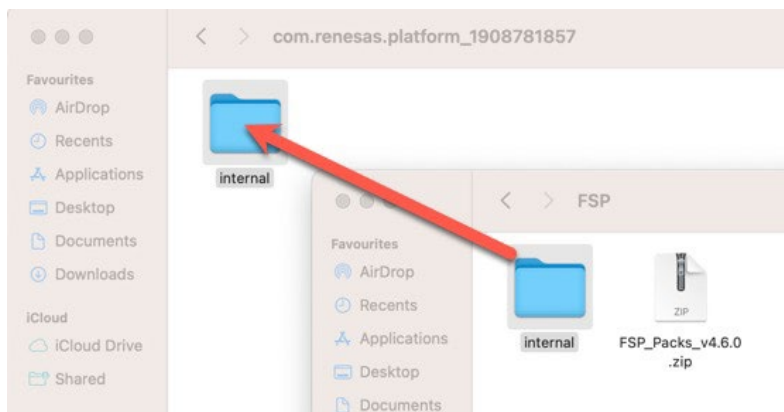 com.renesas.platform_1908781857
Favourites
AirDrop
Recents
Applications
Desktop
Documents
Downloads
iCloud
iCloud Drive
Shared
internal
FSP
Favourites
AirDrop
Recents
Applications
Desktop
Documents
internal
ZIP
FSP_Packs_v4.6.0
.zip